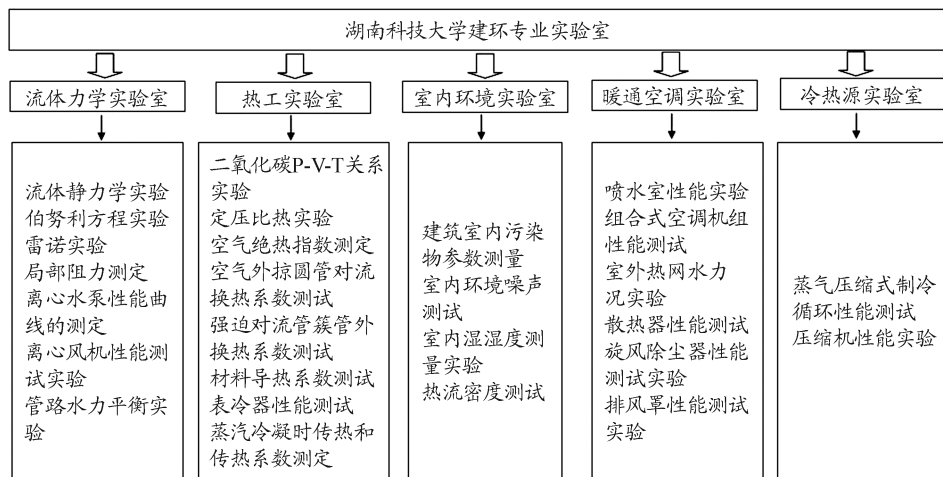 湖南科技大学建环专业实验室
流体力学实验室
热工实验室
室内环境实验室
暖通空调实验室
冷热源实验室
流体静力学实验
伯努利方程实验
雷诺实验
局部阻力测定
离心水泵性能曲
线的测定
离心风机性能测
试实验
管路水力平衡实
验
二氧化碳P-V-T关系
实验
定压比热实验
空气绝热指数测定
空气外掠圆管对流
换热系数测试
强迫对流管簇管外
换热系数测试
材料导热系数测试
表冷器性能测试
蒸汽冷凝时传热和
传热系数测定
建筑室内污染
物参数测量
室内环境噪声
测试
室内湿湿度测
量实验
热流密度测试
喷水室性能实验
组合式空调机组
性能测试
室外热网水力
况实验
散热器性能测试
旋风除尘器性能
测试实验
排风罩性能测试
实验
蒸气压缩式制冷
循环性能测试
压缩机性能实验